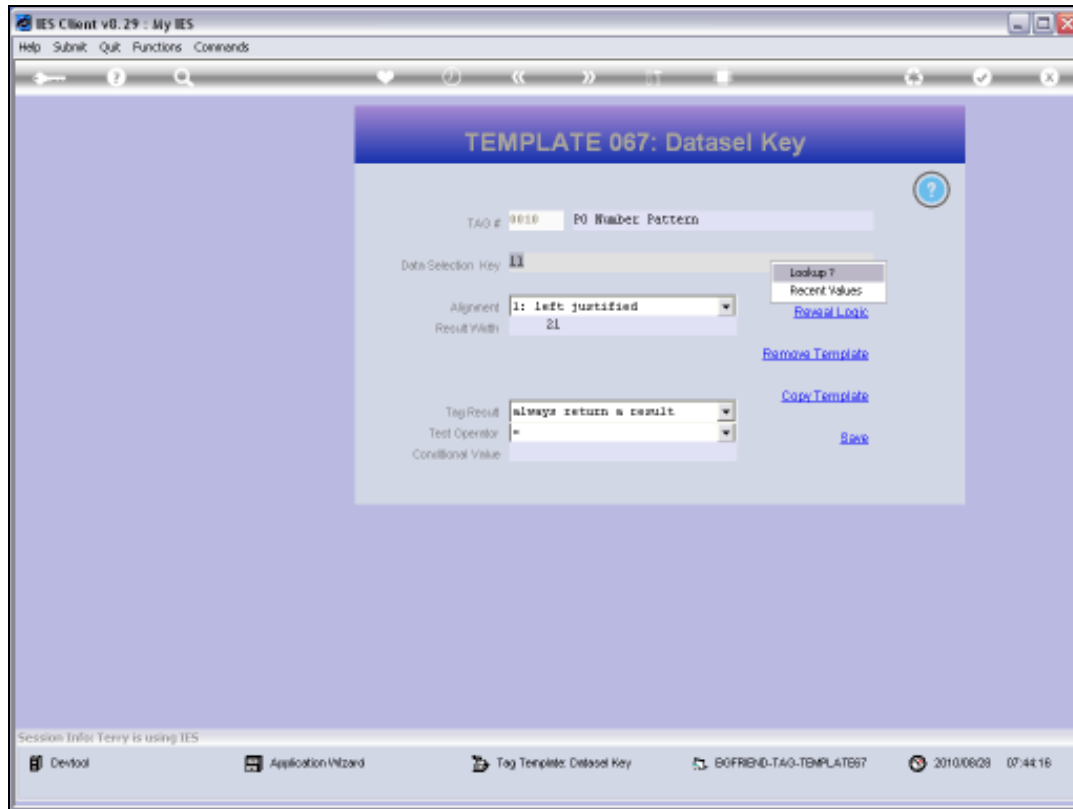 IES Client v8.29 : My IES
Help Submit Quit Functions Commands
TEMPLATE 067: Datasel Key
TAG # 0010 PO Number Pattern
Data Selection Key 11
Lookup ?
Recent Values
Alignment 1: left justified
Reveal Logic
Result Width 21
Remove Template
Copy Template
Tag Result always return a result
Test Operator =
Save
Conditional Value
Session Info: Terry is using IES
Devtool Application Wizard Tag Template: Datasel Key BGFRIEND-TAG-TEMPLATE67 2010/08/28 07:44:16